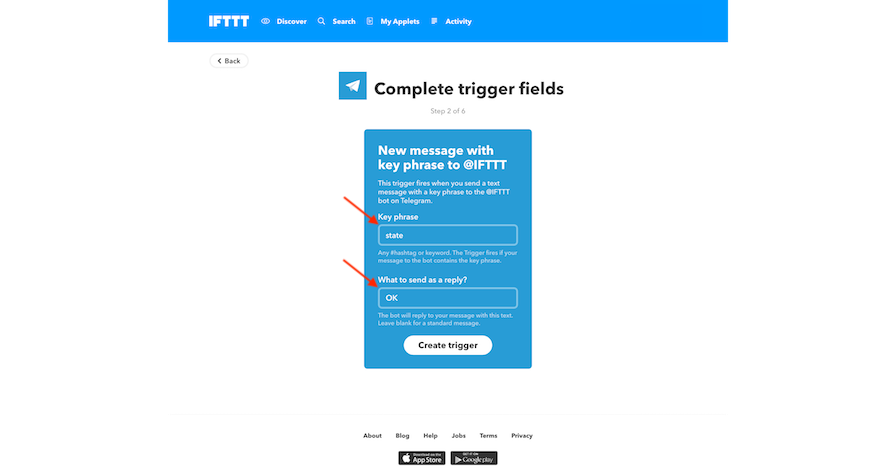 IFTTT Discover Search My Applets Activity
Back
Complete trigger fields
Step 2 of 6
New message with
key phrase to @IFTTT
This trigger fires when you send a text
message with a key phrase to the @IFTTT
bot on Telegram.
Key phrase
state
Any #hashtag or keyword. The Trigger fires if your
message to the bot contains the key phrase.
What to send as a reply?
OK
The bot will reply to your message with this text.
Leave blank for a standard message.
Create trigger
About Blog Help Jobs Terms Privacy
Download on the
App Store
GET IT ON
Google play